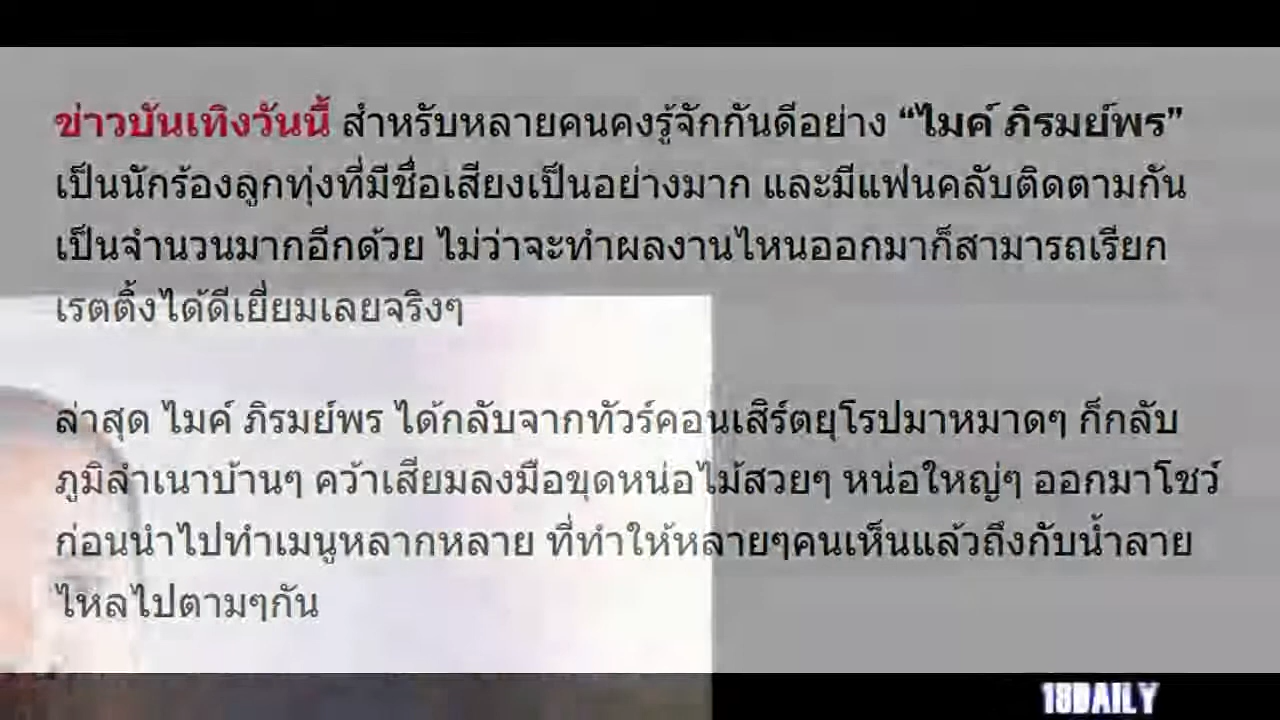 ข่าวบันเทิงวันนี้ สำหรับหลายคนคงรู้จักกันดีอย่าง “ไมค์ ภิรมย์พร”
เป็นนักร้องลูกทุ่งที่มีชื่อเสียงเป็นอย่างมาก และมีแฟนคลับติดตามกัน
เป็นจำนวนมากอีกด้วย ไม่ว่าจะทำผลงานไหนออกมาก็สามารถเรียก
เรตติ้งได้ดีเยี่ยมเลยจริงๆ
ล่าสุด ไมค์ ภิรมย์พร ได้กลับจากทัวร์คอนเสิร์ตยุโรปมาหมาดๆ ก็กลับ
ภูมิลำเนาบ้านๆ คว้าเสียมลงมือขุดหน่อไม้สวยๆ หน่อใหญ่ๆ ออกมาโชว์
ก่อนนำไปทำเมนูหลากหลาย ที่ทำให้หลายๆคนเห็นแล้วถึงกับน้ำลาย
ไหลไปตามๆกัน
18DAILY